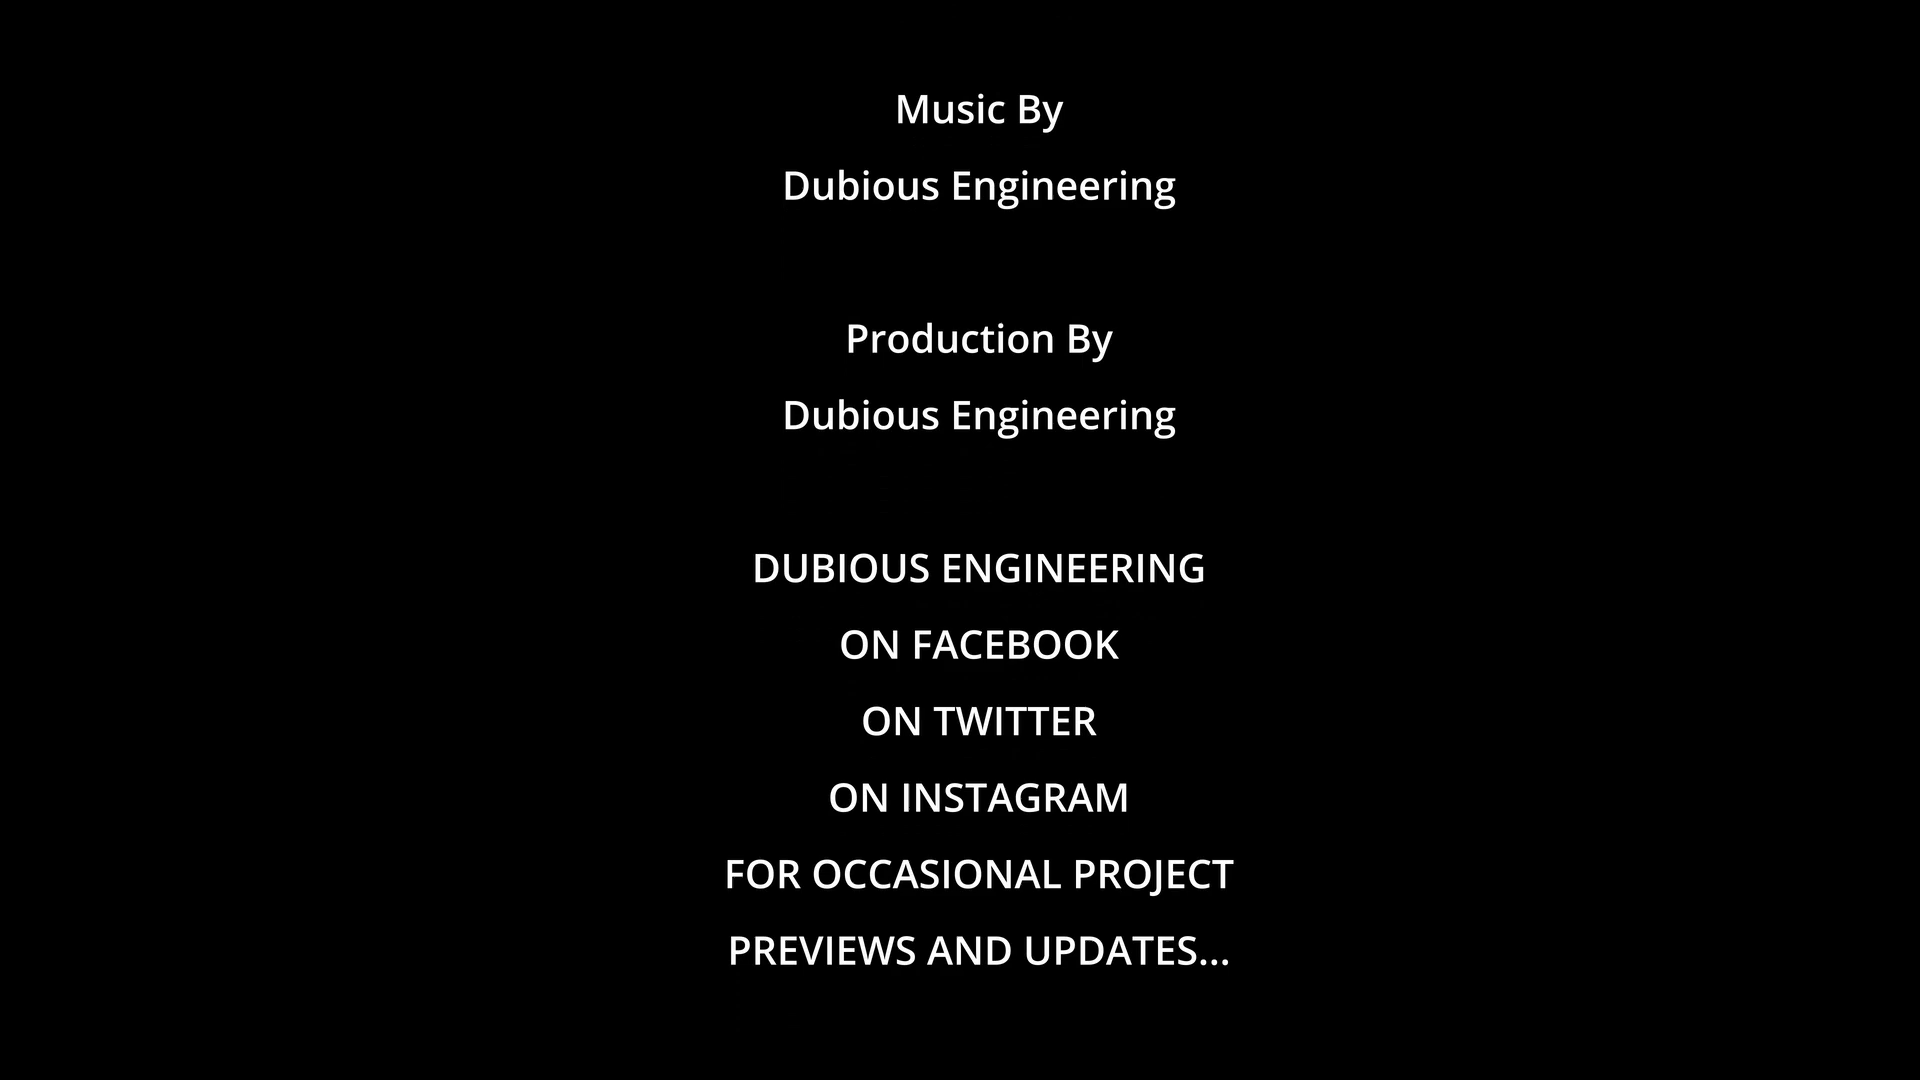 Music By
Dubious Engineering
Production By
Dubious Engineering
DUBIOUS ENGINEERING
ON FACEBOOK
ON TWITTER
ON INSTAGRAM
FOR OCCASIONAL PROJECT
PREVIEWS AND UPDATES...